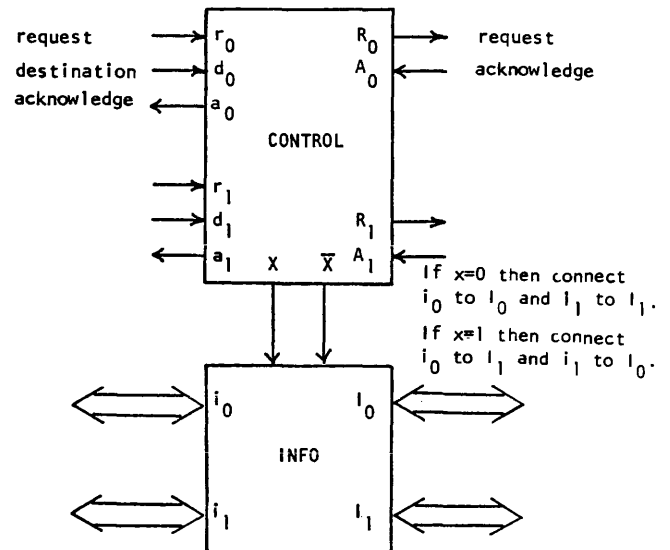 request r₀ R₀ request
destination d₀ A₀ acknowledge
acknowledge a₀
CONTROL
r₁
d₁ R₁
a₁ X X̅ A₁
If x=0 then connect
i₀ to I₀ and i₁ to I₁.
If x=1 then connect
i₀ to I₁ and i₁ to I₀.
i₀ I₀
INFO
i₁ I₁